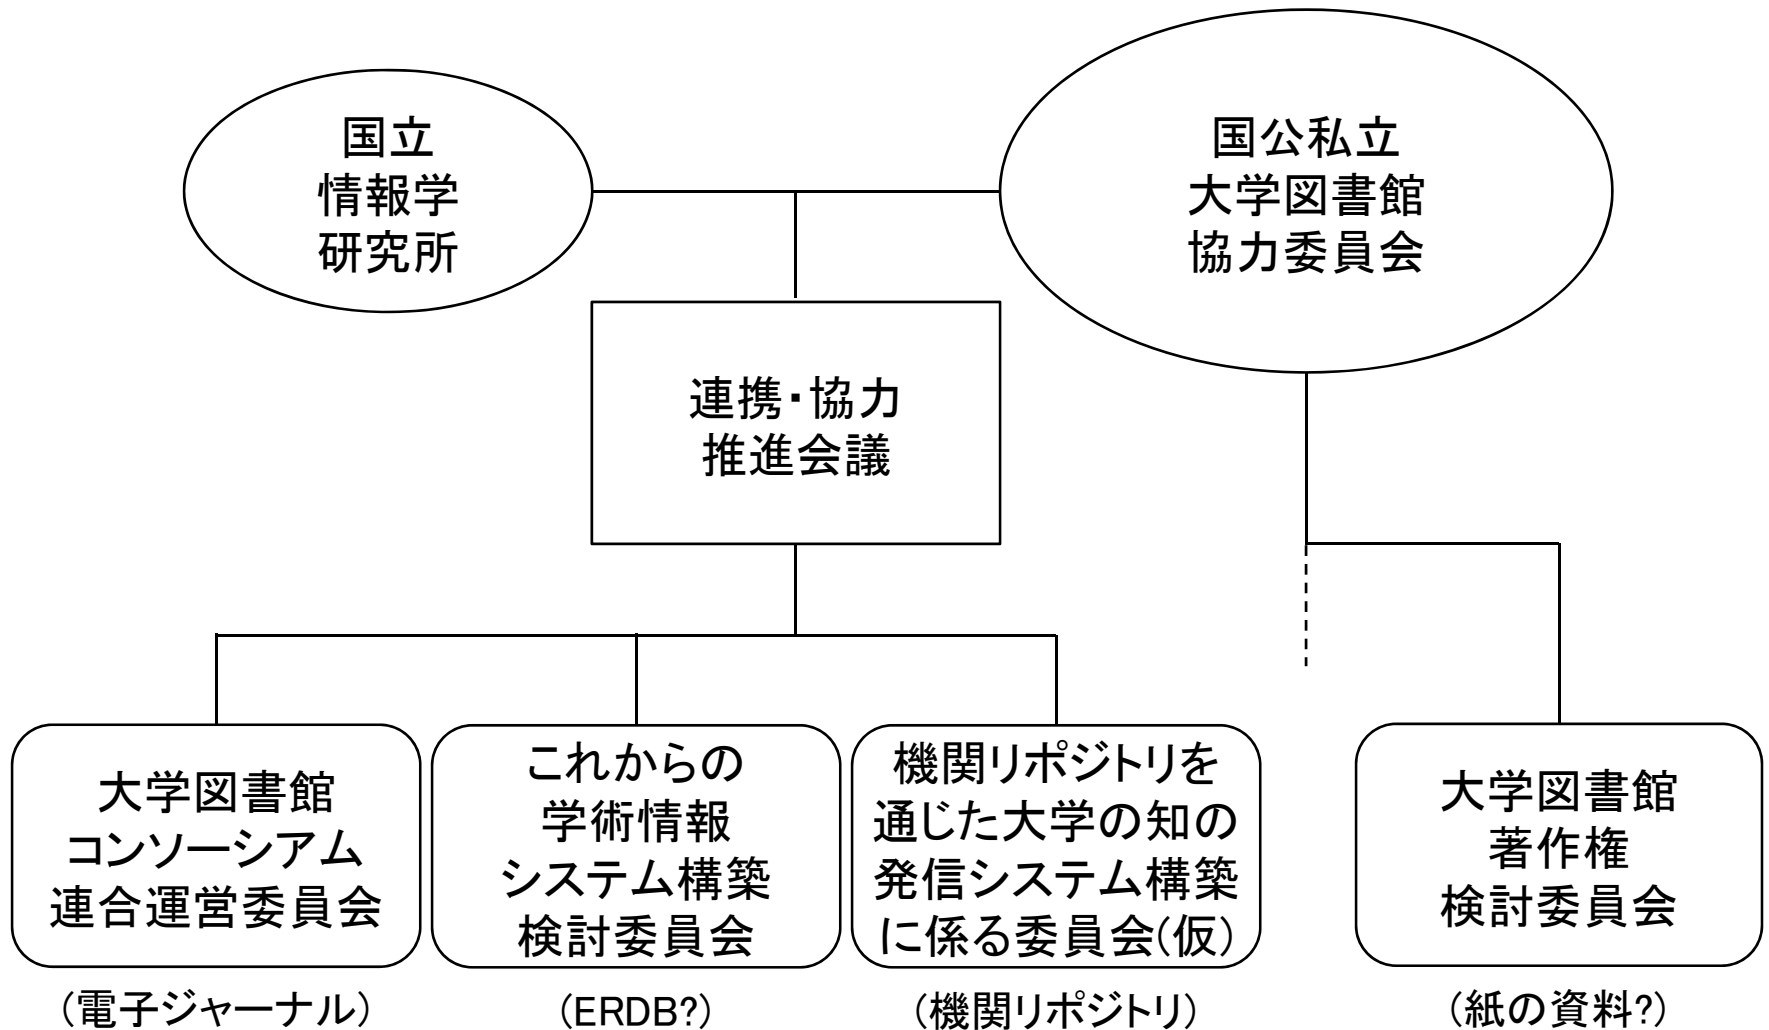 国立
情報学
研究所
国公私立
大学図書館
協力委員会
連携・協力
推進会議
大学図書館
コンソーシアム
連合運営委員会
(電子ジャーナル)
これからの
学術情報
システム構築
検討委員会
(ERDB?)
機関リポジトリを
通じた大学の知の
発信システム構築
に係る委員会(仮)
(機関リポジトリ)
大学図書館
著作権
検討委員会
(紙の資料?)